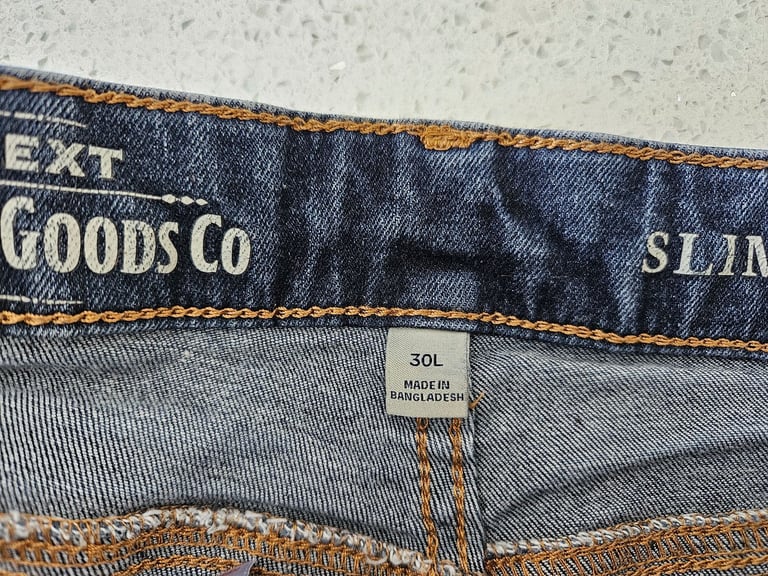 EXT
GOODS CO
SLIM
30L
MADE IN
BANGLADESH